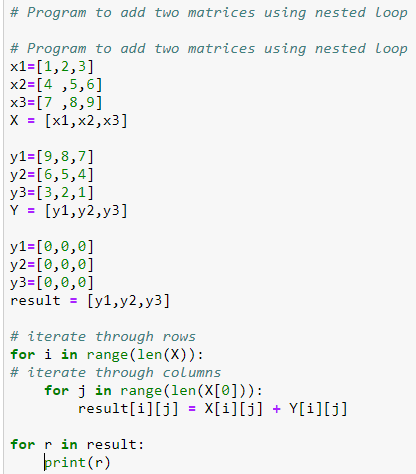 # Program to add two matrices using nested loop
# Program to add two matrices using nested loop
x1=[1,2,3]
x2=[4 ,5,6]
x3=[7 ,8,9]
X = [x1,x2,x3]
y1=[9,8,7]
y2=[6,5,4]
y3=[3,2,1]
Y = [y1,y2,y3]
y1=[0,0,0]
y2=[0,0,0]
y3=[0,0,0]
result = [y1,y2,y3]
# iterate through rows
for i in range(len(X)):
# iterate through columns
    for j in range(len(X[0])):
        result[i][j] = X[i][j] + Y[i][j]
for r in result:
    print(r)